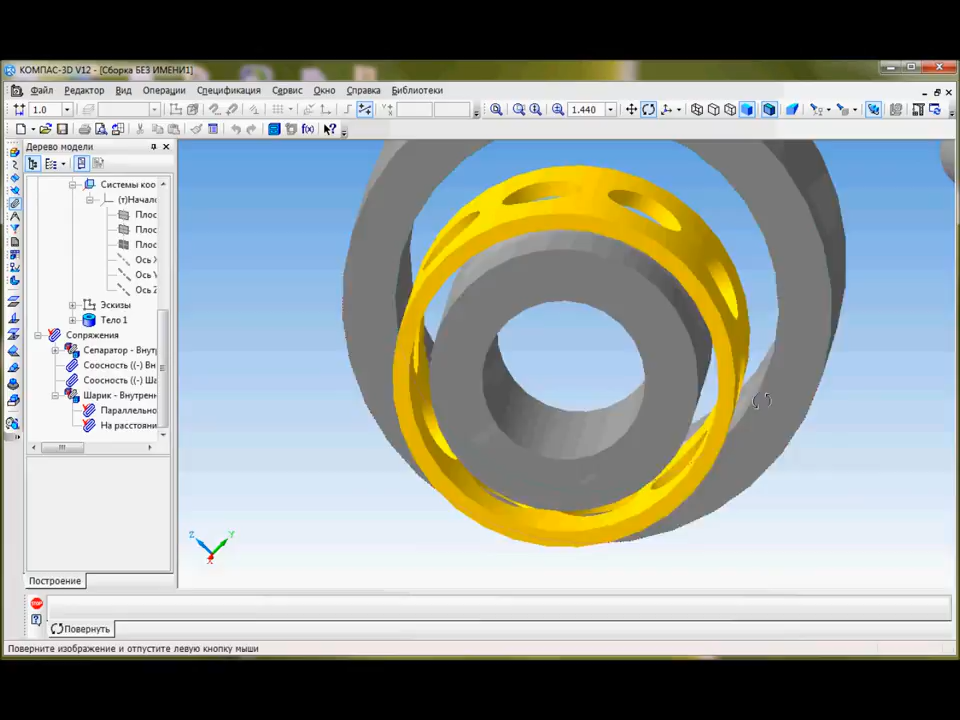 КОМПАС-3D V12 - [Сборка БЕЗ ИМЕНИ1]
Файл Редактор Вид Операции Спецификация Сервис Окно Справка Библиотеки
1.0 1.440
f(x)
Дерево модели
Системы коо
(т)Начало
Плос
Плос
Плос
Ось X
Ось Y
Ось Z
Эскизы
Тело 1
Сопряжения
Сепаратор - Внут
Соосность ((-) Вн
Соосность ((-) Ша
Шарик - Внутрен
Параллельно
На расстояни
Z Y
X
Построение
STOP
Повернуть
Поверните изображение и отпустите левую кнопку мыши